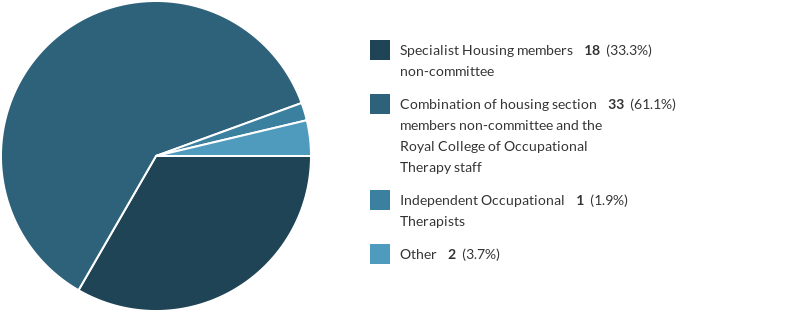 Specialist Housing members 18 (33.3%)
non-committee
Combination of housing section 33 (61.1%)
members non-committee and the
Royal College of Occupational
Therapy staff
Independent Occupational 1 (1.9%)
Therapists
Other 2 (3.7%)